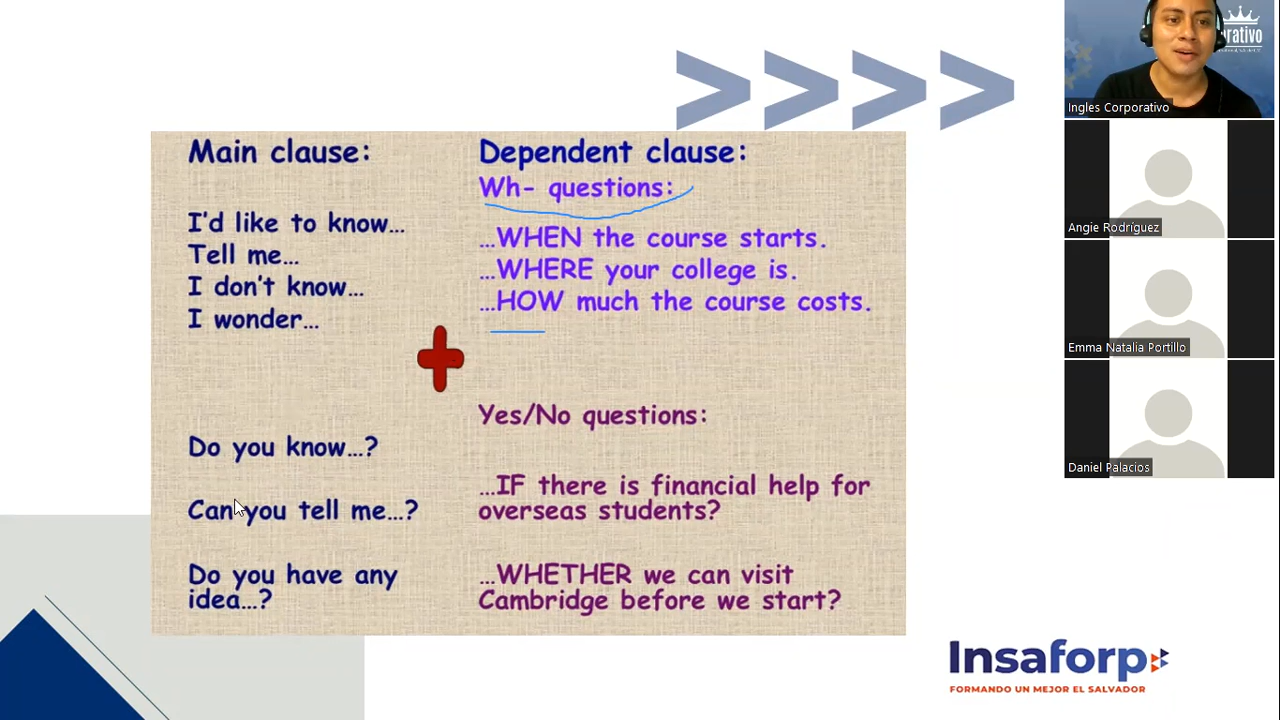 Main clause:
I'd like to know...
Tell me...
I don't know...
I wonder...
Do you know...?
Can you tell me...?
Do you have any
idea...?
Dependent clause:
Wh- questions:
...WHEN the course starts.
...WHERE your college is.
...HOW much the course costs.
Yes/No questions:
...IF there is financial help for
overseas students?
...WHETHER we can visit
Cambridge before we start?
Insaforp
FORMANDO UN MEJOR EL SALVADOR
Ingles Corporativo
Angie Rodríguez
Emma Natalia Portillo
Daniel Palacios